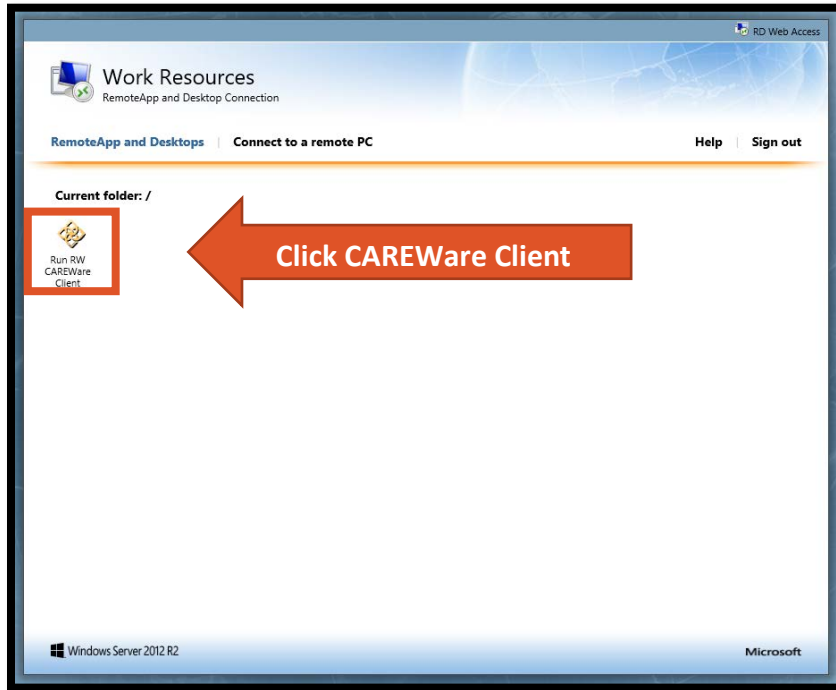 RD Web Access
Work Resources
RemoteApp and Desktop Connection
RemoteApp and Desktops | Connect to a remote PC
Help | Sign out
Current folder: /
Run RW
CAREWare
Client
Click CAREWare Client
Windows Server 2012 R2
Microsoft